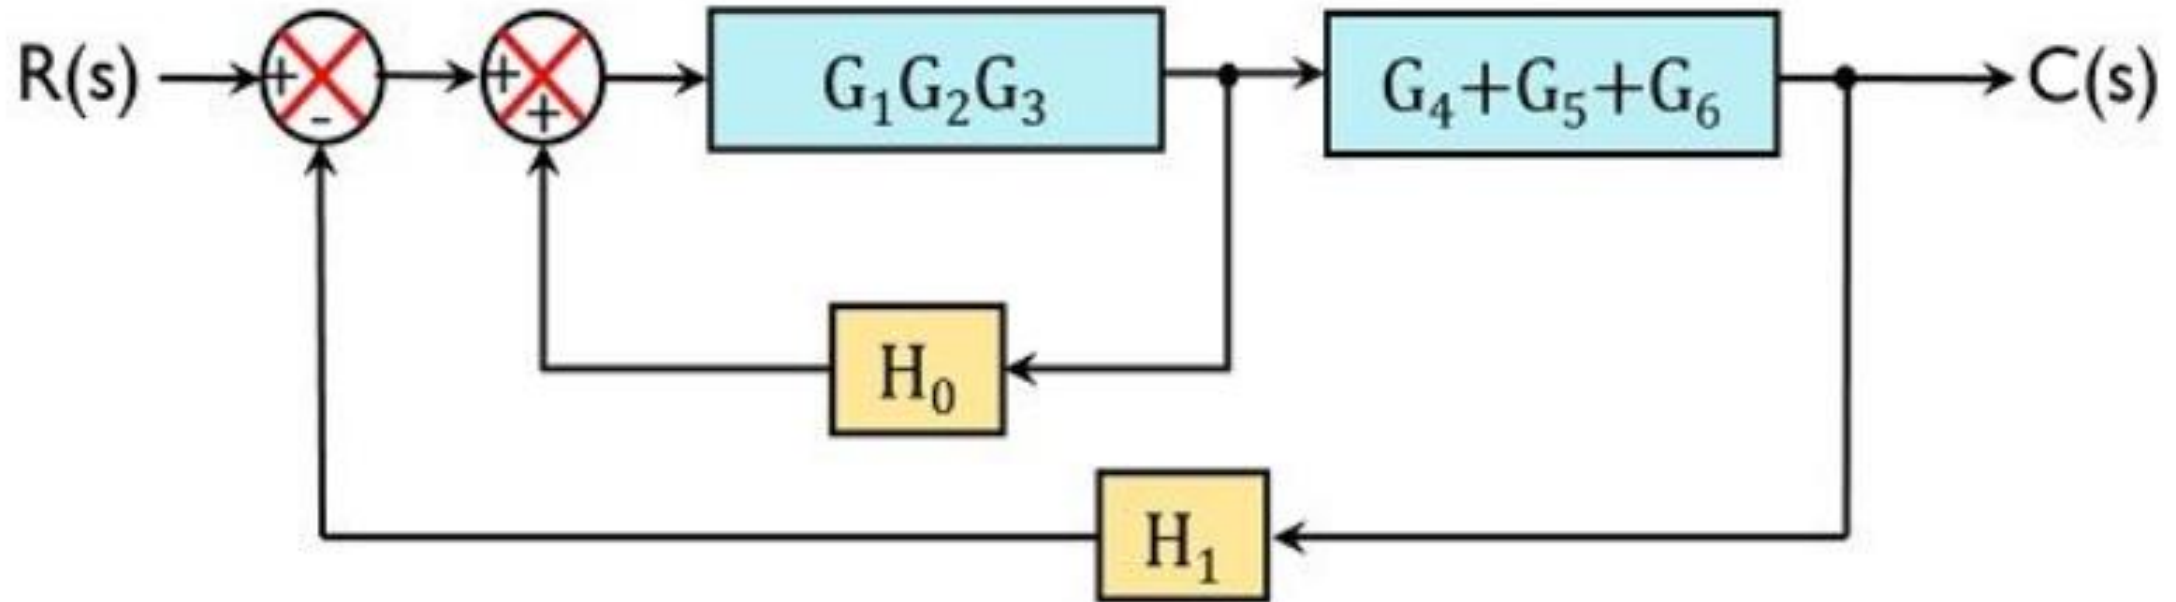 R(s) + - + + G₁G₂G₃ G₄+G₅+G₆ C(s)
H₀
H₁